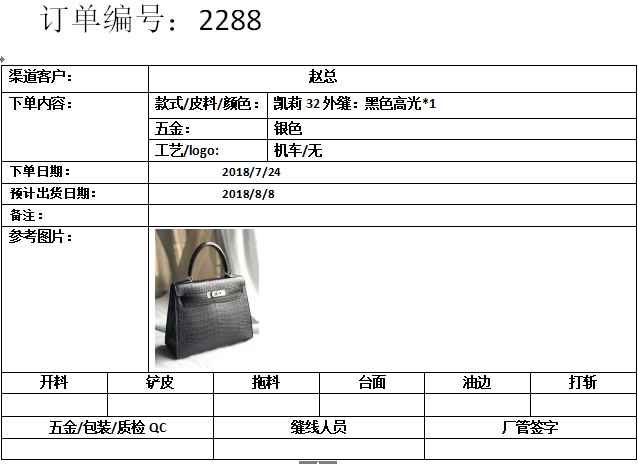 订单编号：2288
渠道客户： 赵总
下单内容： 款式/皮料/颜色： 凯莉 32 外缝：黑色高光*1
五金： 银色
工艺/logo: 机车/无
下单日期： 2018/7/24
预计出货日期： 2018/8/8
备注：
参考图片：
开料 铲皮 拖料 台面 油边 打斩
五金/包装/质检 QC 缝线人员 厂管签字